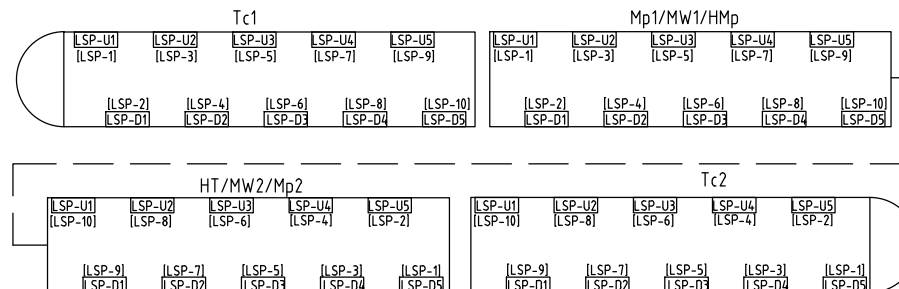 Tc1
LSP-U1 LSP-U2 LSP-U3 LSP-U4 LSP-U5
[LSP-1] [LSP-3] [LSP-5] [LSP-7] [LSP-9]
[LSP-2] [LSP-4] [LSP-6] [LSP-8] [LSP-10]
LSP-D1 LSP-D2 LSP-D3 LSP-D4 LSP-D5
Mp1/MW1/HMp
LSP-U1 LSP-U2 LSP-U3 LSP-U4 LSP-U5
[LSP-1] [LSP-3] [LSP-5] [LSP-7] [LSP-9]
[LSP-2] [LSP-4] [LSP-6] [LSP-8] [LSP-10]
LSP-D1 LSP-D2 LSP-D3 LSP-D4 LSP-D5
HT/MW2/Mp2
LSP-U1 LSP-U2 LSP-U3 LSP-U4 LSP-U5
[LSP-10] [LSP-8] [LSP-6] [LSP-4] [LSP-2]
[LSP-9] [LSP-7] [LSP-5] [LSP-3] [LSP-1]
LSP-D1 LSP-D2 LSP-D3 LSP-D4 LSP-D5
Tc2
LSP-U1 LSP-U2 LSP-U3 LSP-U4 LSP-U5
[LSP-10] [LSP-8] [LSP-6] [LSP-4] [LSP-2]
[LSP-9] [LSP-7] [LSP-5] [LSP-3] [LSP-1]
LSP-D1 LSP-D2 LSP-D3 LSP-D4 LSP-D5